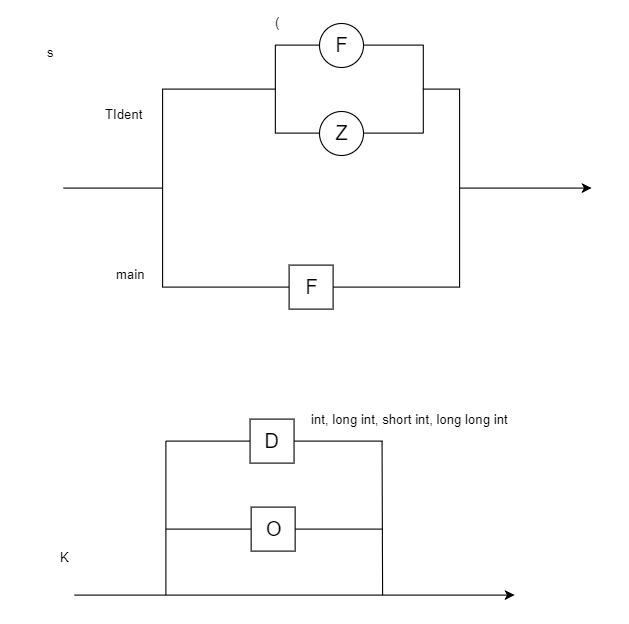 (
F
s
TIdent
Z
main
F
int, long int, short int, long long int
D
O
K